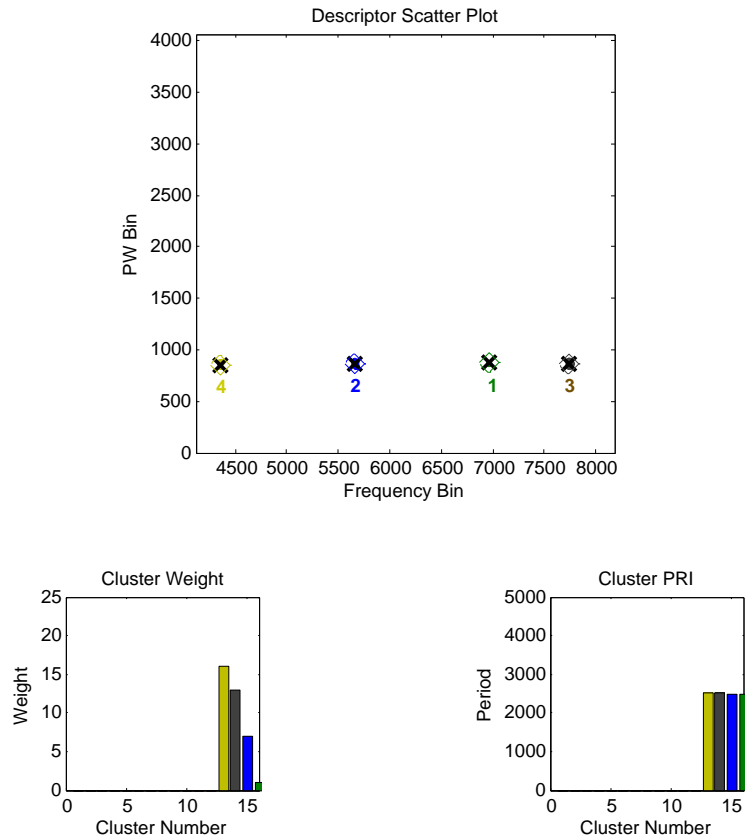 Descriptor Scatter Plot
4000
3500
3000
2500
2000
1500
1000
500
0
PW Bin
4 2 1 3
4500 5000 5500 6000 6500 7000 7500 8000
Frequency Bin
Cluster Weight
25
20
15
10
5
0
Weight
0 5 10 15
Cluster Number
Cluster PRI
5000
4000
3000
2000
1000
0
Period
0 5 10 15
Cluster Number